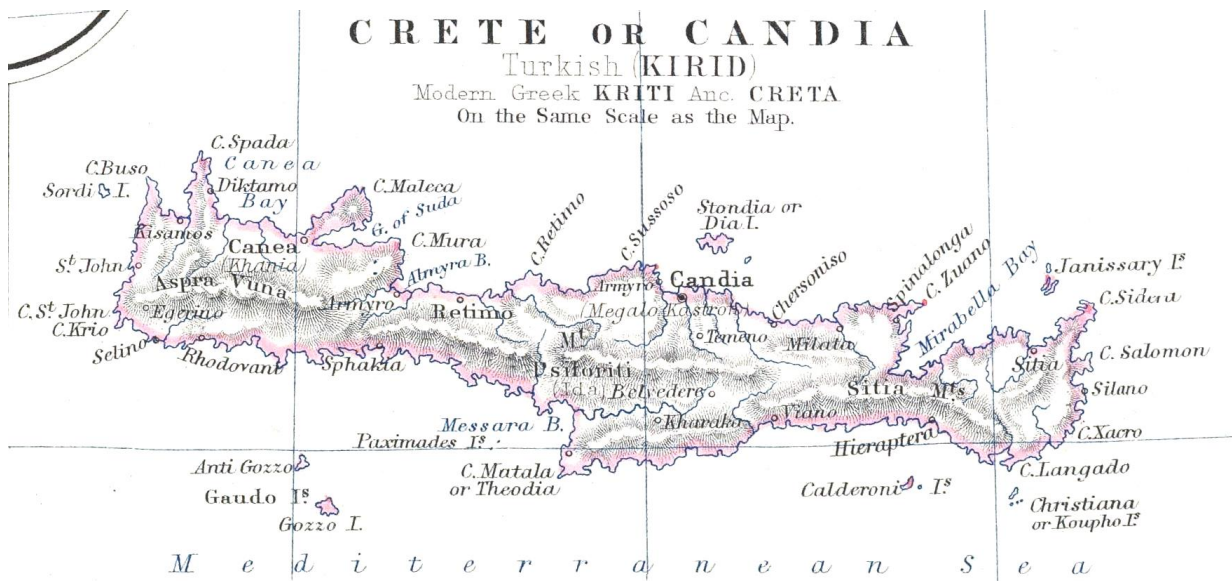 CRETE OR CANDIA
Turkish (KIRID)
Modern Greek KRITI Anc. CRETA
On the Same Scale as the Map.
C. Spada
Canea
Bay
C. Buso
Sordi I.
Diktamo
C. Maleca
G. of Suda
Kisamos
Canea
(Khania)
C. Mura
Almyra B.
St. John
Aspra Vuna
Armyro
C. St. John
Egerino
C. Krio
Selino
Rhodovani
Sphakia
Retimo
C. Retimo
C. Sussoso
Stondia or
Dia I.
Armyro
Candia
(Megalo Kastron)
Chersomiso
Spinalonga
C. Zuano
Mirabella Bay
Janissary Is.
C. Sidera
Mt.
Psiloriti
(Ida)
Temeno
Milata
Belvedere
Sitia Mts.
Sitia
C. Salomon
Silano
Messara B.
Kharaka
Viano
Hieraptera
C. Xacro
Paximades Is.
C. Matala
or Theodia
C. Langado
Anti Gozzo
Gaudo Is.
Gozzo I.
Calderoni Is.
Christiana
or Koupho Is.
Mediterranean Sea